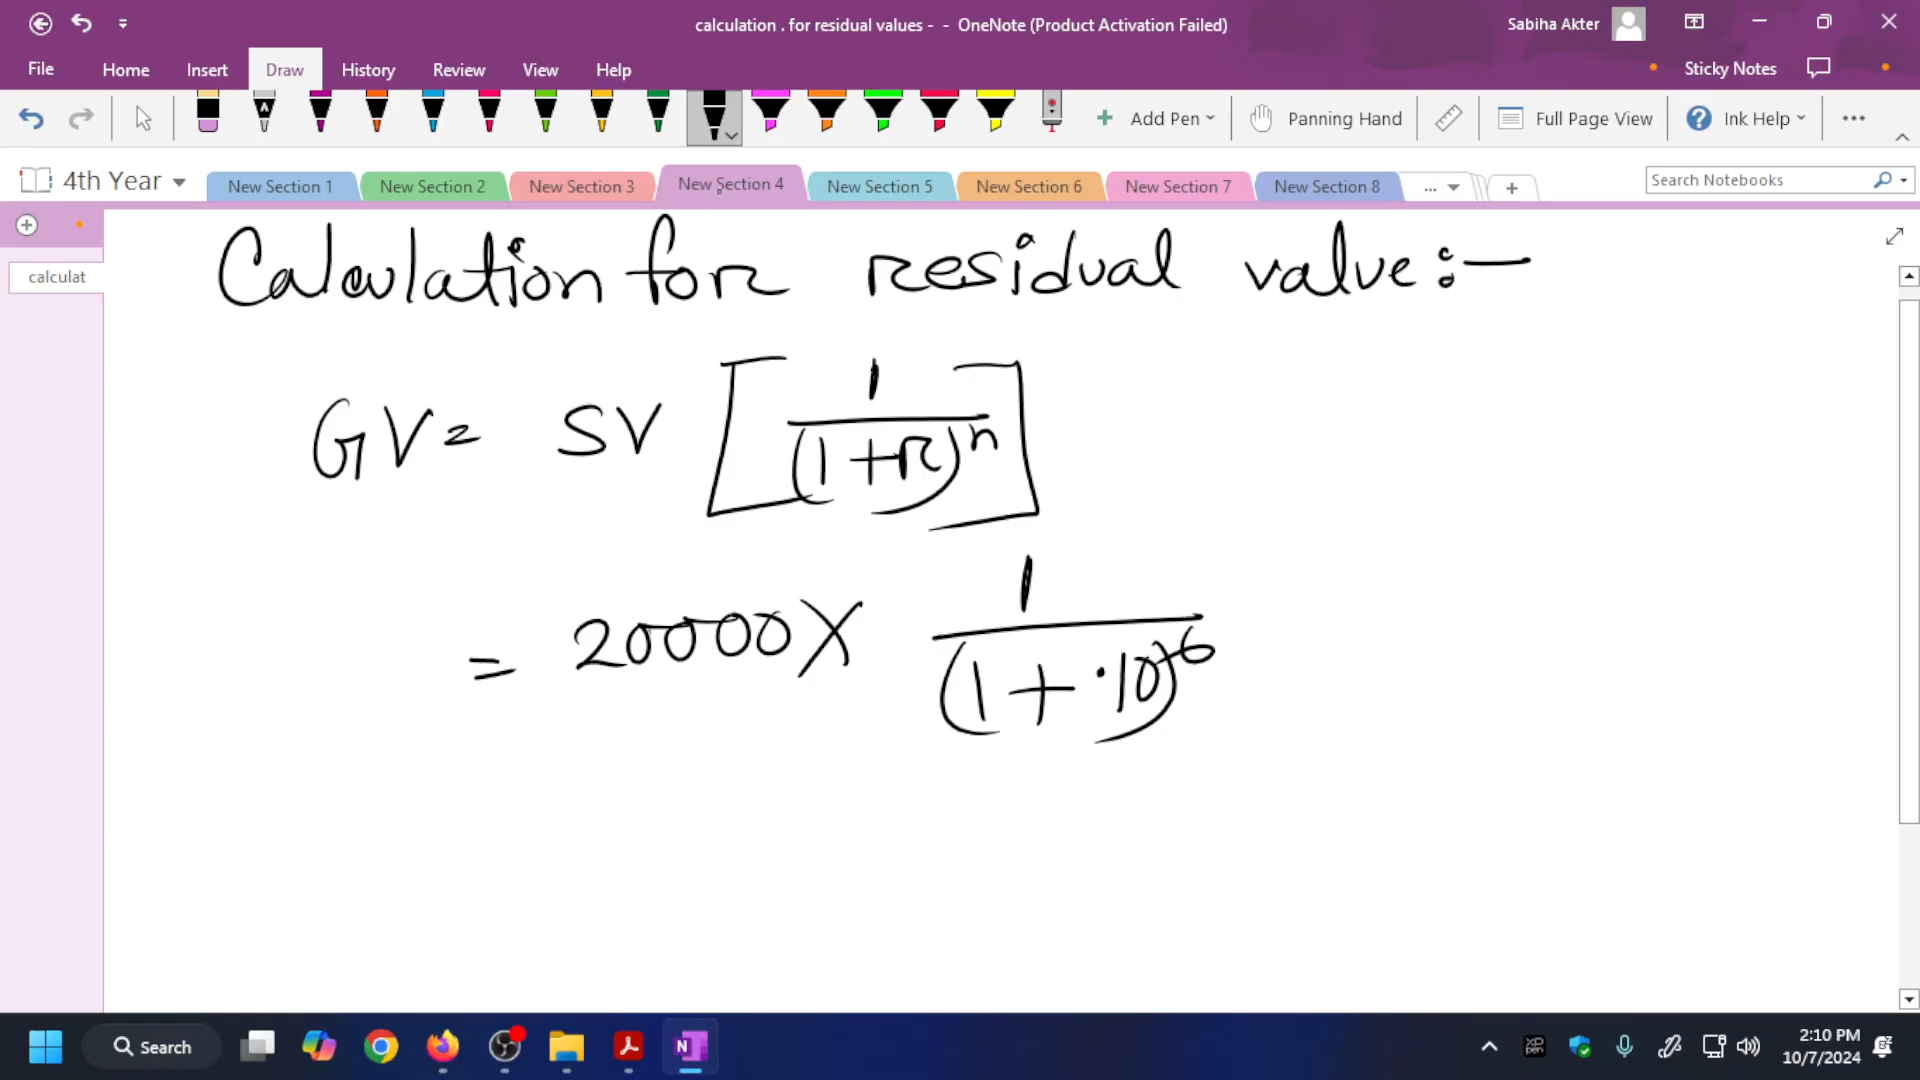 calculation . for residual values - - OneNote (Product Activation Failed)
Sabiha Akter
File Home Insert Draw History Review View Help
Sticky Notes
A
+ Add Pen Panning Hand Full Page View ? Ink Help ...
4th Year New Section 1 New Section 2 New Section 3 New Section 4 New Section 5 New Section 6 New Section 7 New Section 8 ... + Search Notebooks
calculat
Calculation for residual value:—
GV= SV [ 1 / (1+R)^n ]
= 20000 X 1 / (1 + .10)^6
Search
XP PEN
2:10 PM
10/7/2024